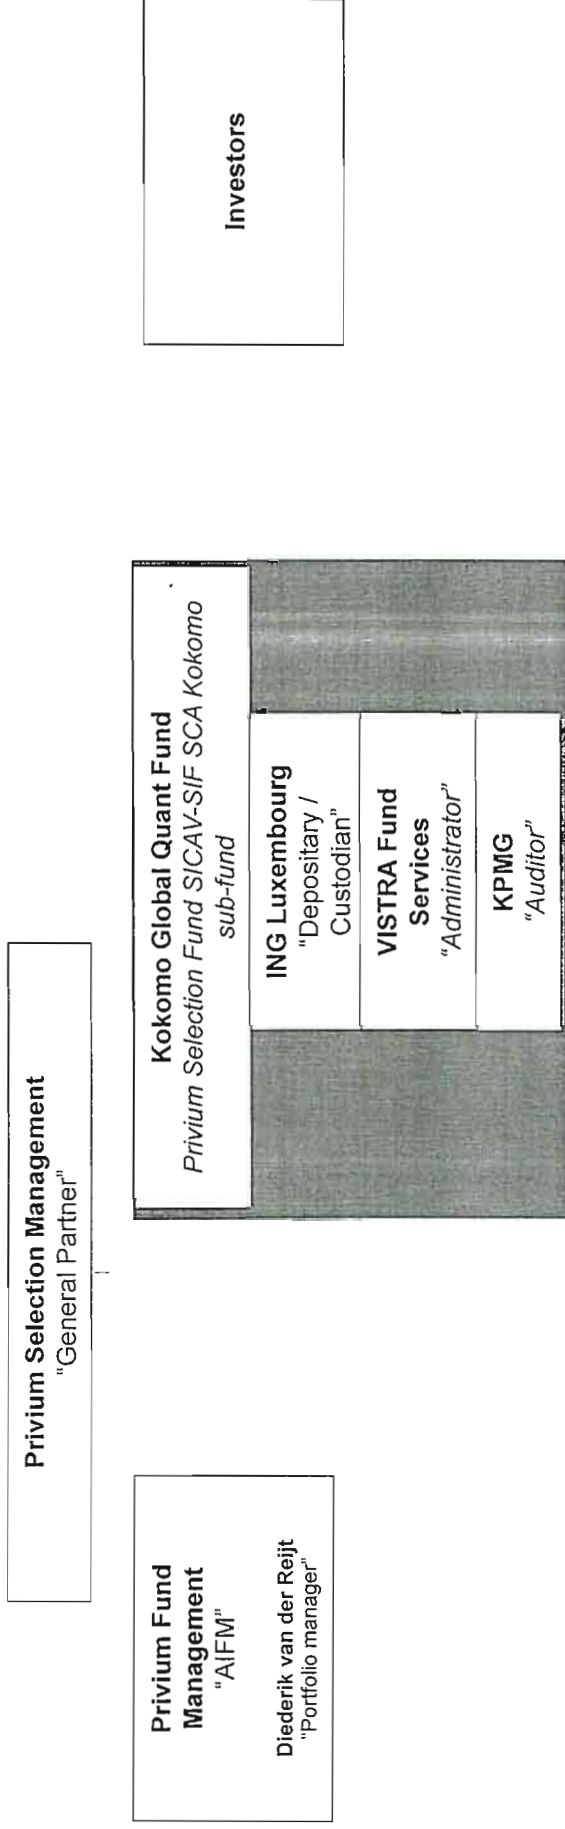 Privium Selection Management
“General Partner”
Privium Fund
Management
“AIFM”
Diederik van der Reijt
“Portfolio manager”
Kokomo Global Quant Fund
Privium Selection Fund SICAV-SIF SCA Kokomo
sub-fund
ING Luxembourg
“Depositary /
Custodian”
VISTRA Fund
Services
“Administrator”
KPMG
“Auditor”
Investors